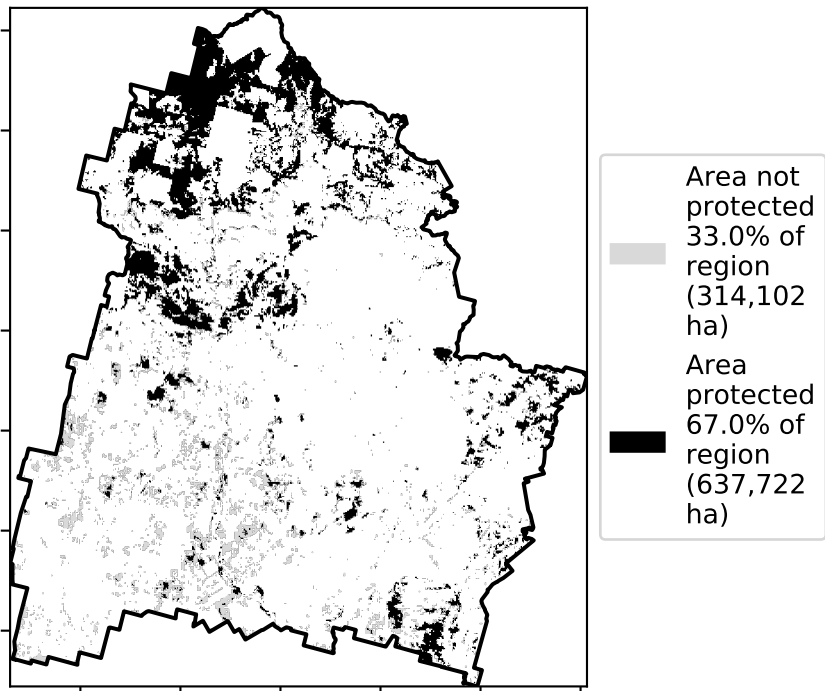 Area not
protected
33.0% of
region
(314,102
ha)
Area
protected
67.0% of
region
(637,722
ha)